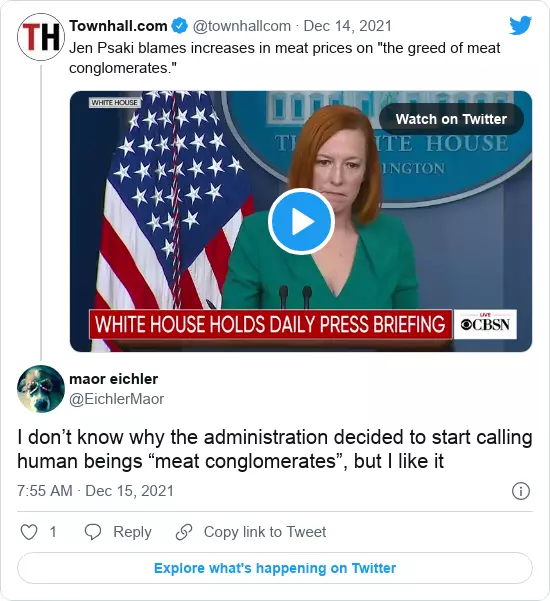 TH
Townhall.com @townhallcom · Dec 14, 2021
Jen Psaki blames increases in meat prices on "the greed of meat
conglomerates."
WHITE HOUSE
Watch on Twitter
TH ITE HOUSE
INGTON
WHITE HOUSE HOLDS DAILY PRESS BRIEFING
LIVE
CBSN
maor eichler
@EichlerMaor
I don’t know why the administration decided to start calling
human beings “meat conglomerates”, but I like it
7:55 AM · Dec 15, 2021
1 Reply Copy link to Tweet
Explore what's happening on Twitter